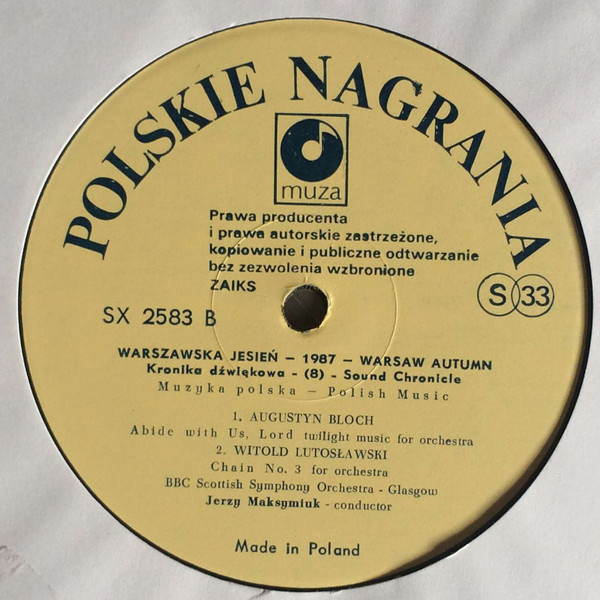 POLSKIE NAGRANIA
muza
Prawa producenta
i prawa autorskie zastrzeżone,
kopiowanie i publiczne odtwarzanie
bez zezwolenia wzbronione
ZAIKS
S 33
SX 2583 B
WARSZAWSKA JESIEŃ – 1987 – WARSAW AUTUMN
Kronika dźwiękowa - (8) - Sound Chronicle
Muzyka polska – Polish Music
1. AUGUSTYN BLOCH
Abide with Us, Lord twilight music for orchestra
2. WITOLD LUTOSŁAWSKI
Chain No. 3 for orchestra
BBC Scottish Symphony Orchestra - Glasgow
Jerzy Maksymiuk - conductor
Made in Poland